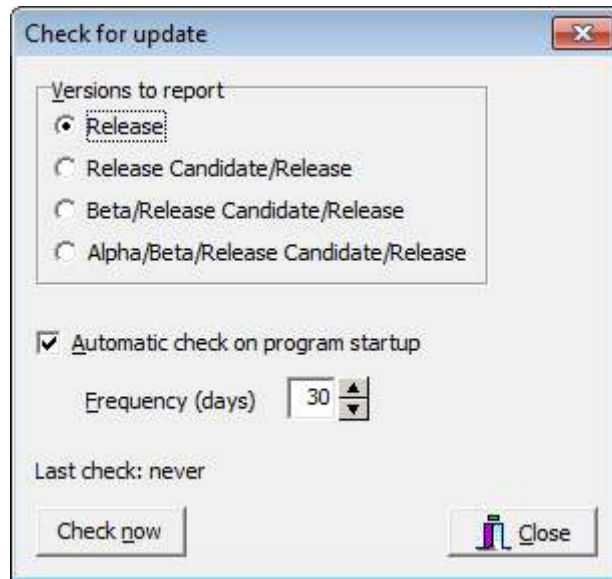 Check for update
Versions to report
Release
Release Candidate/Release
Beta/Release Candidate/Release
Alpha/Beta/Release Candidate/Release
Automatic check on program startup
Frequency (days) 30
Last check: never
Check now Close